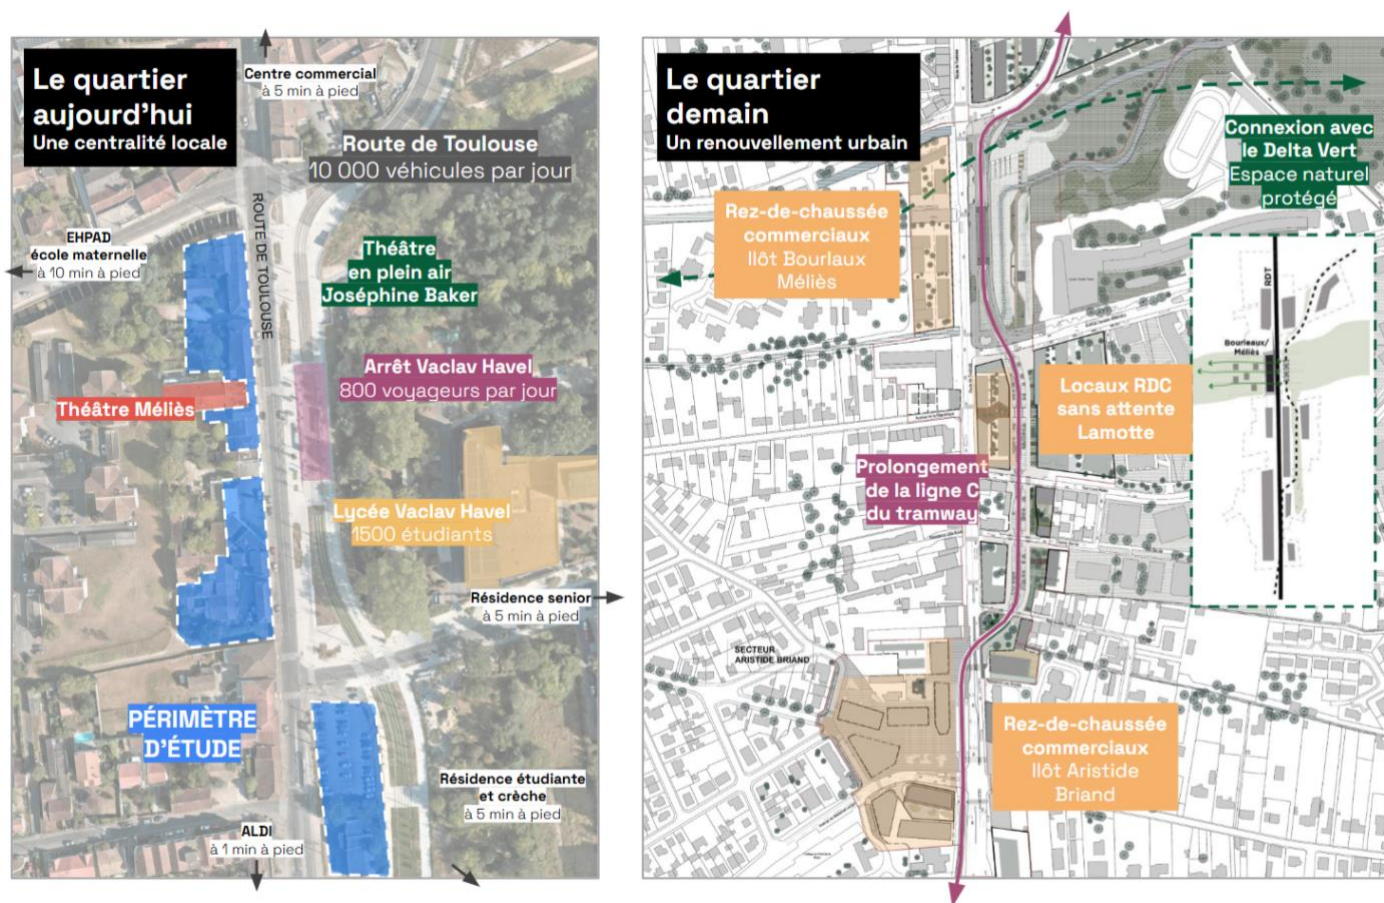 Le quartier
aujourd'hui
Une centralité locale
Centre commercial
à 5 min à pied
Route de Toulouse
10 000 véhicules par jour
ROUTE DE TOULOUSE
EHPAD
école maternelle
à 10 min à pied
Théâtre
en plein air
Joséphine Baker
Arrêt Vaclav Havel
800 voyageurs par jour
Théâtre Méliès
Lycée Vaclav Havel
1500 étudiants
Résidence senior
à 5 min à pied
PÉRIMÈTRE
D'ÉTUDE
Résidence étudiante
et crèche
à 5 min à pied
ALDI
à 1 min à pied
Le quartier
demain
Un renouvellement urbain
Connexion avec
le Delta Vert
Espace naturel
protégé
Rez-de-chaussée
commerciaux
Ilôt Bourlaux
Méliès
RDT
Bourleaux/
Méliès
Locaux RDC
sans attente
Lamotte
Prolongement
de la ligne C
du tramway
SECTEUR
ARISTIDE BRIAND
Rez-de-chaussée
commerciaux
Ilôt Aristide
Briand